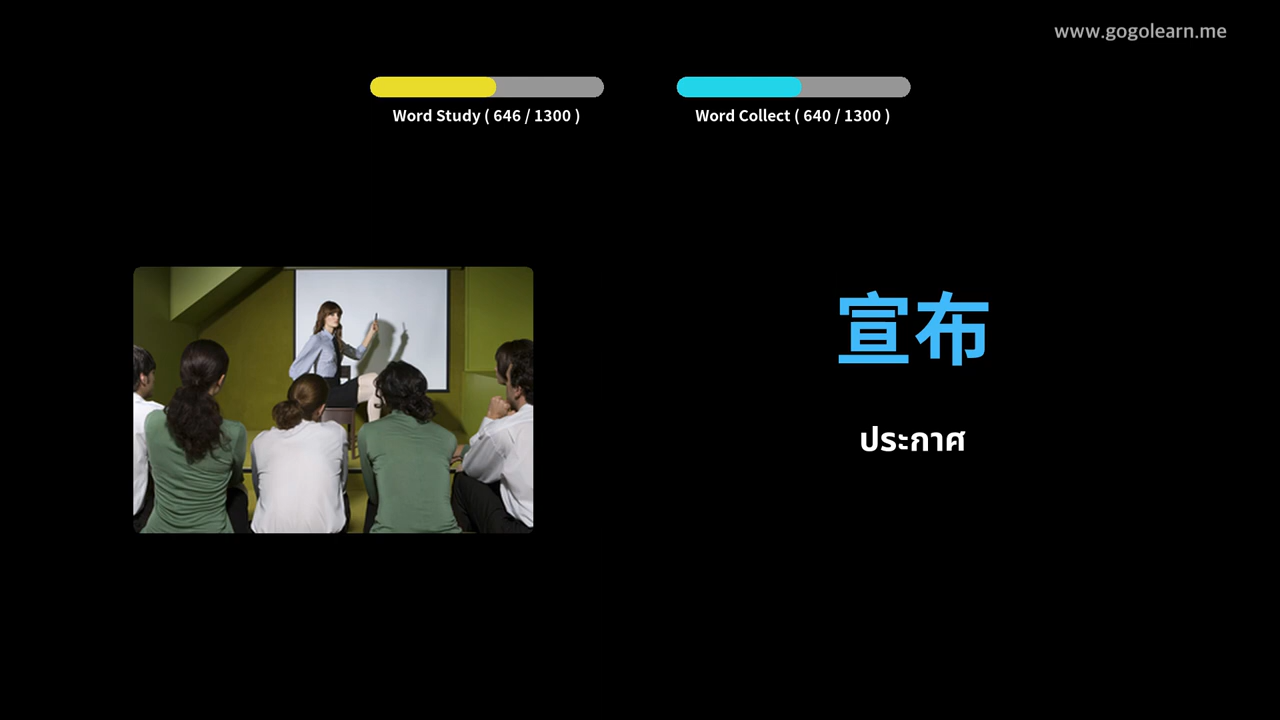 www.gogolearn.me
Word Study ( 646 / 1300 )
Word Collect ( 640 / 1300 )
宣布
ประกาศ